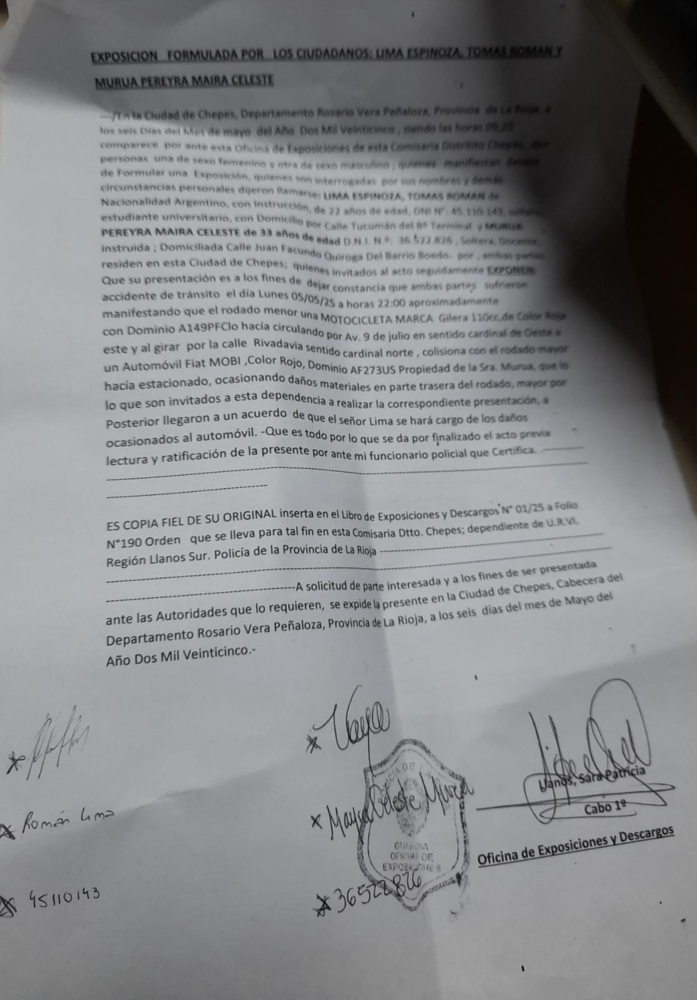 EXPOSICION FORMULADA POR LOS CIUDADANOS: LIMA ESPINOZA, TOMAS ROMAN Y
MURUA PEREYRA MAIRA CELESTE
---/En la Ciudad de Chepes, Departamento Rosario Vera Peñaloza, Provincia de La Rioja, a
los seis Días del Mes de mayo del Año Dos Mil Veinticinco , siendo las horas 09:20
comparece por ante esta Oficina de Exposiciones de esta Comisaria Distritito Chepes, dos
personas una de sexo femenino y otra de sexo masculino , quienes manifiestan deseos
de Formular una Exposición, quienes son interrogadas por sus nombres y demás
circunstancias personales dijeron llamarse: LIMA ESPINOZA, TOMAS ROMAN de
Nacionalidad Argentino, con Instrucción, de 22 años de edad, DNI N°: 45.110.143, soltero,
estudiante universitario, con Domicilio por Calle Tucumán del Bº Terminal y MURUA
PEREYRA MAIRA CELESTE de 33 años de edad D.N.I. N.º: 36.522.826 , Soltera, Docente,
instruida ; Domiciliada Calle Juan Facundo Quiroga Del Barrio Boedo. por , ambas partes
residen en esta Ciudad de Chepes; quienes invitados al acto seguidamente EXPONEN:
Que su presentación es a los fines de dejar constancia que ambas partes sufrieron
accidente de tránsito el día Lunes 05/05/25 a horas 22:00 aproximadamente
manifestando que el rodado menor una MOTOCICLETA MARCA Gilera 110cc,de Color Roja
con Dominio A149PFClo hacía circulando por Av. 9 de julio en sentido cardinal de Oeste a
este y al girar por la calle Rivadavia sentido cardinal norte , colisiona con el rodado mayor
un Automóvil Fiat MOBI ,Color Rojo, Dominio AF273US Propiedad de la Sra. Murua, que lo
hacía estacionado, ocasionando daños materiales en parte trasera del rodado, mayor por
lo que son invitados a esta dependencia a realizar la correspondiente presentación, a
Posterior llegaron a un acuerdo de que el señor Lima se hará cargo de los daños
ocasionados al automóvil. -Que es todo por lo que se da por finalizado el acto previa
lectura y ratificación de la presente por ante mi funcionario policial que Certifica. .----------
--------------------------------------------------------------------------------
------------------------------
ES COPIA FIEL DE SU ORIGINAL inserta en el Libro de Exposiciones y Descargos N° 01/25 a Folio
N°190 Orden que se lleva para tal fin en esta Comisaria Dtto. Chepes; dependiente de U.R.VI.
Región Llanos Sur. Policía de la Provincia de La Rioja ----------------------------------------
--------------------------------------------------------------------------------
-----------------------------------A solicitud de parte interesada y a los fines de ser presentada
ante las Autoridades que lo requieren, se expide la presente en la Ciudad de Chepes, Cabecera del
Departamento Rosario Vera Peñaloza, Provincia de La Rioja, a los seis días del mes de Mayo del
Año Dos Mil Veinticinco.-
Llanos, Sara Patricia
Cabo 1º
Oficina de Exposiciones y Descargos
x Román Lima
x Mayra Celeste Murua
GUARDIA
OFICINA DE
EXPOSICIONES
x 45110143
x 36522826